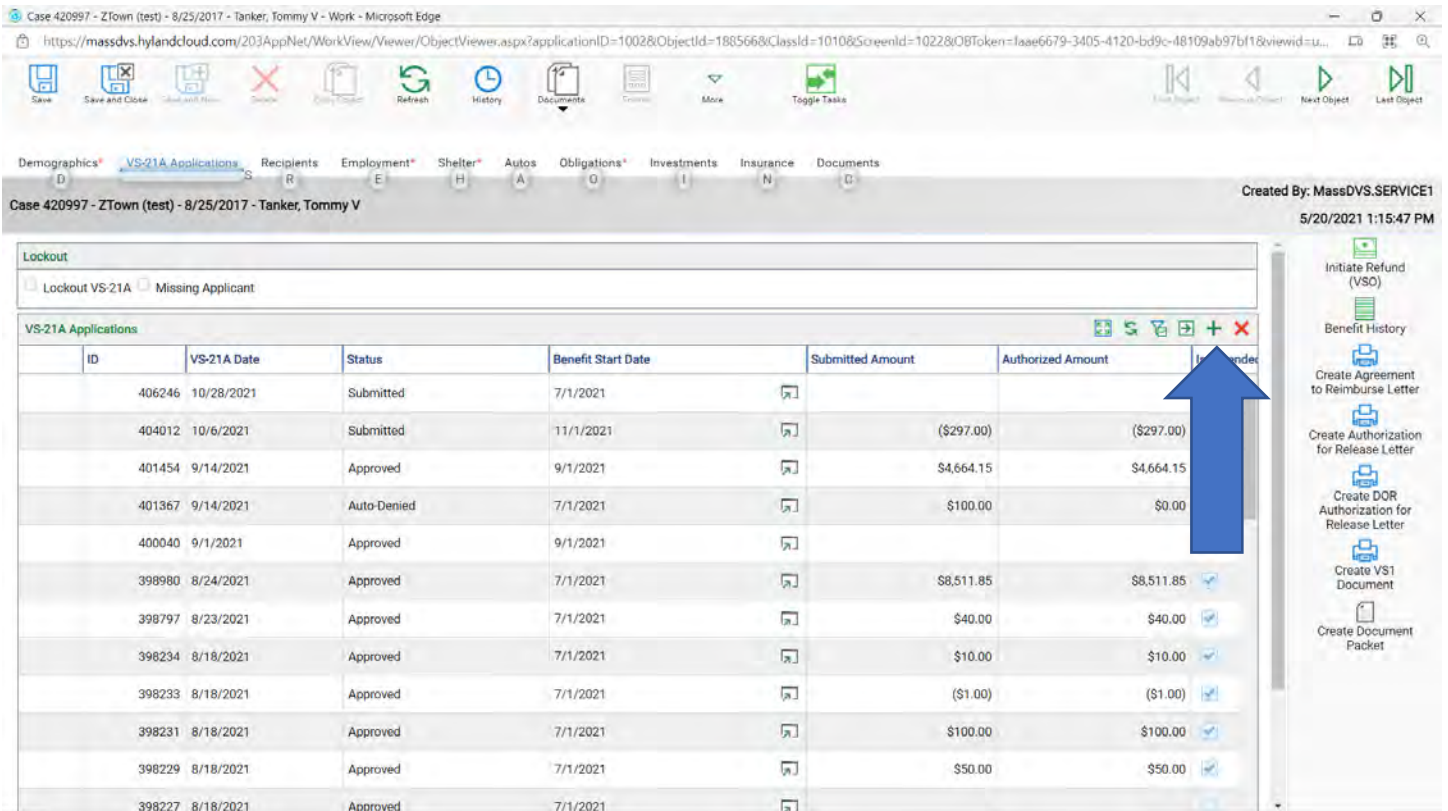 Case 420997 - ZTown (test) - 8/25/2017 - Tanker, Tommy V - Work - Microsoft Edge
https://massdvs.hylandcloud.com/203AppNet/WorkView/Viewer/ObjectViewer.aspx?applicationID=1002&ObjectId=1885668&ClassId=1010&ScreenId=1022&OBToken=1aae6679-3405-4120-bd9c-48109ab97bf1&viewid=u...
Save Save and Close Save and New Delete Copy Object Refresh History Documents More Toggle Tasks First Object Previous Object Next Object Last Object
Demographics* VS-21A Applications Recipients Employment* Shelter* Autos Obligations* Investments Insurance Documents
D S R E H A O I N C
Case 420997 - ZTown (test) - 8/25/2017 - Tanker, Tommy V
Created By: MassDVS.SERVICE1
5/20/2021 1:15:47 PM
Lockout
Lockout VS-21A Missing Applicant
VS-21A Applications
ID VS-21A Date Status Benefit Start Date Submitted Amount Authorized Amount
406246 10/28/2021 Submitted 7/1/2021
404012 10/6/2021 Submitted 11/1/2021 ($297.00) ($297.00)
401454 9/14/2021 Approved 9/1/2021 $4,664.15 $4,664.15
401367 9/14/2021 Auto-Denied 7/1/2021 $100.00 $0.00
400040 9/1/2021 Approved 9/1/2021
398980 8/24/2021 Approved 7/1/2021 $8,511.85 $8,511.85
398797 8/23/2021 Approved 7/1/2021 $40.00 $40.00
398234 8/18/2021 Approved 7/1/2021 $10.00 $10.00
398233 8/18/2021 Approved 7/1/2021 ($1.00) ($1.00)
398231 8/18/2021 Approved 7/1/2021 $100.00 $100.00
398229 8/18/2021 Approved 7/1/2021 $50.00 $50.00
398227 8/18/2021 Approved 7/1/2021
Initiate Refund
(VSO)
Benefit History
Create Agreement
to Reimburse Letter
Create Authorization
for Release Letter
Create DOR
Authorization for
Release Letter
Create VS1
Document
Create Document
Packet